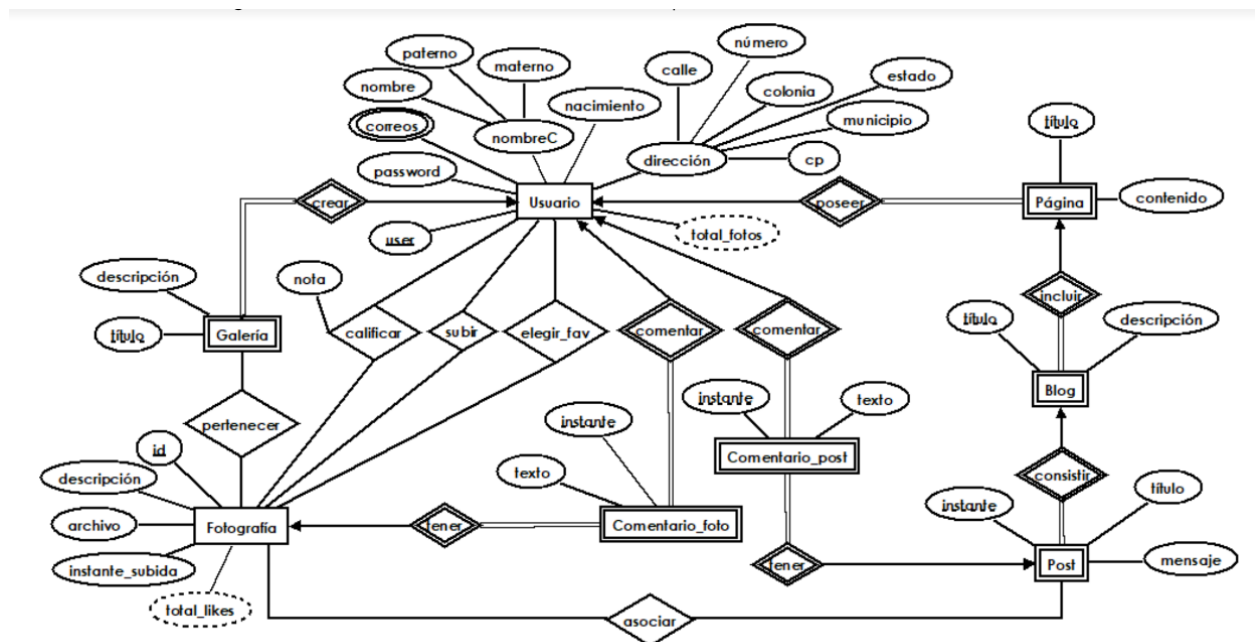 número
paterno
materno
calle
estado
nombre
nacimiento
colonia
título
correos
nombreC
municipio
dirección
cp
password
crear
Usuario
poseer
Página
contenido
user
total_fotos
descripción
nota
incluir
título
Galería
calificar
subir
elegir_fav
comentar
comentar
título
descripción
Blog
pertenecer
instante
texto
instante
id
Comentario_post
texto
consistir
descripción
instante
título
archivo
Fotografía
tener
Comentario_foto
instante_subida
tener
Post
mensaje
total_likes
asociar